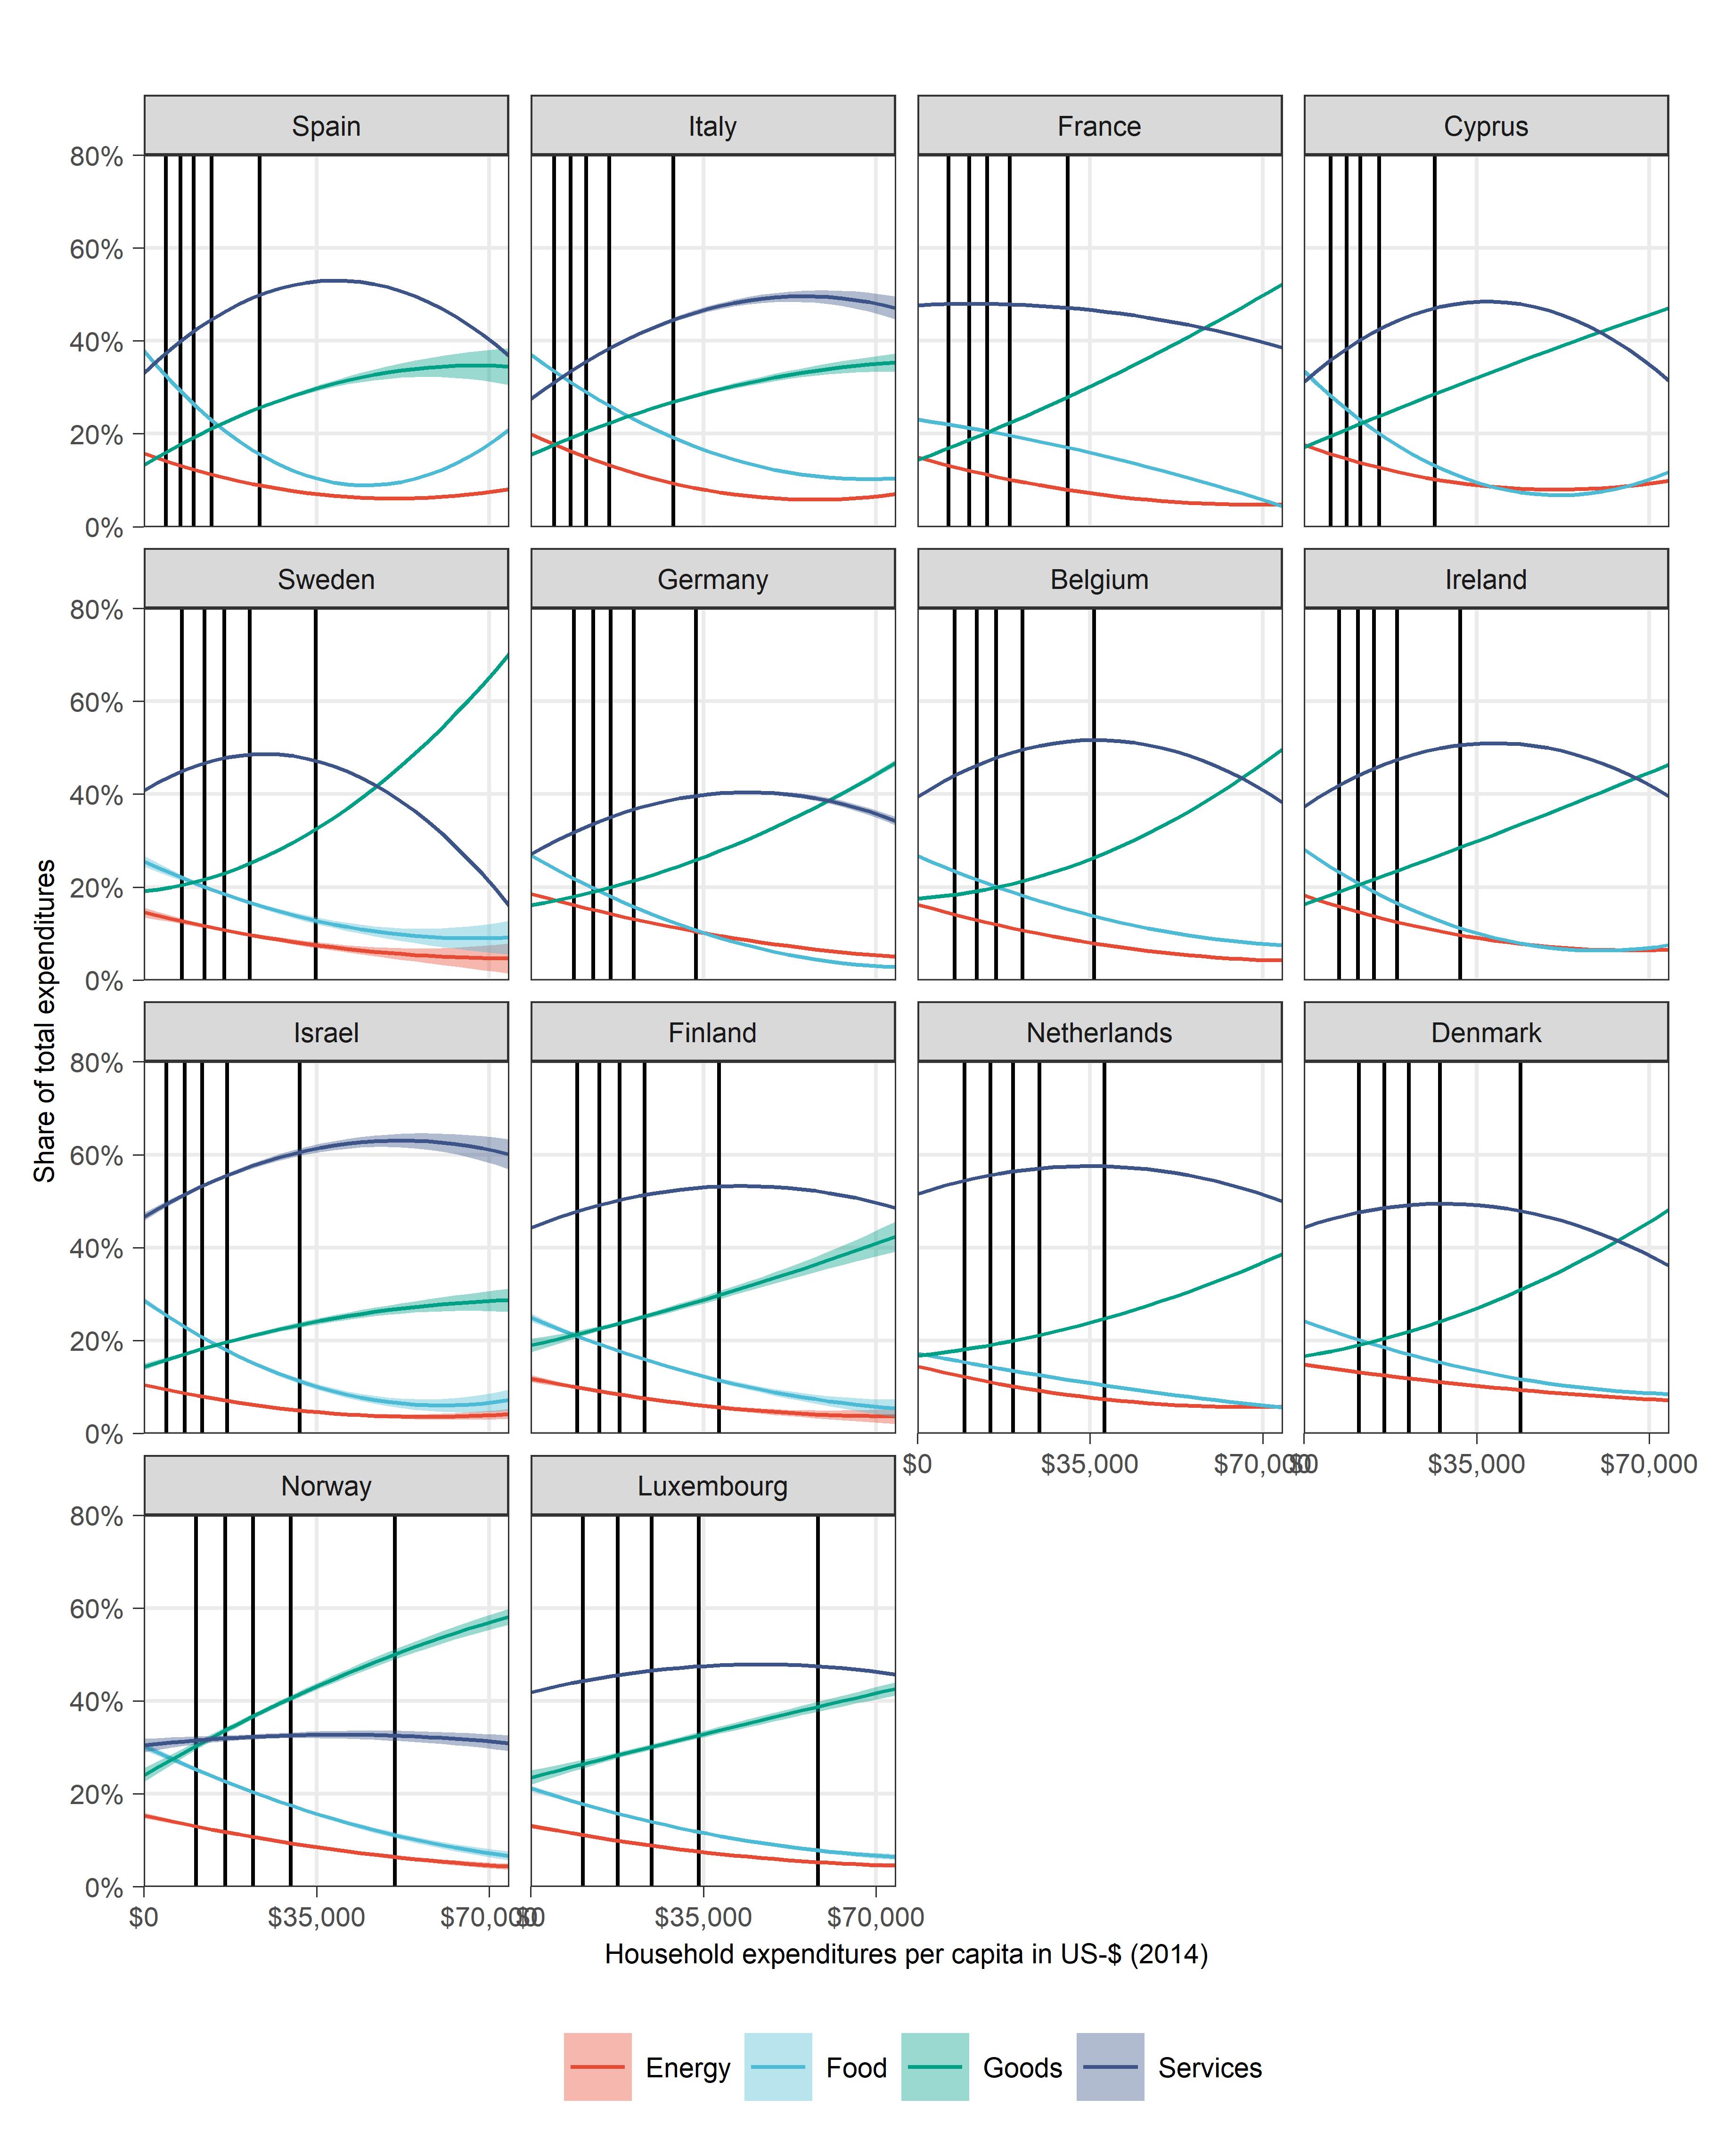 Spain Italy France Cyprus
80%
60%
40%
20%
0%
Sweden Germany Belgium Ireland
80%
60%
40%
20%
0%
Israel Finland Netherlands Denmark
80%
60%
40%
20%
0%
$0 $35,000 $70,000 $0 $35,000 $70,000
Norway Luxembourg
80%
60%
40%
20%
0%
$0 $35,000 $70,000 $0 $35,000 $70,000
Share of total expenditures
Household expenditures per capita in US-$ (2014)
Energy Food Goods Services